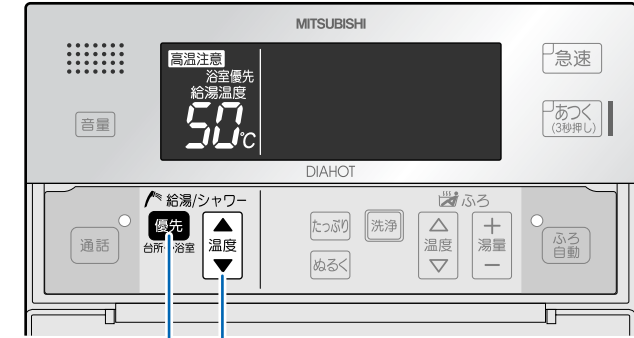 MITSUBISHI
高温注意
浴室優先
給湯温度
50℃
急速
音量
あつく
(3秒押し)
DIAHOT
給湯/シャワー
ふろ
通話
優先
台所⇔浴室
温度
たっぷり
洗浄
ぬるく
温度
湯量
ふろ
自動